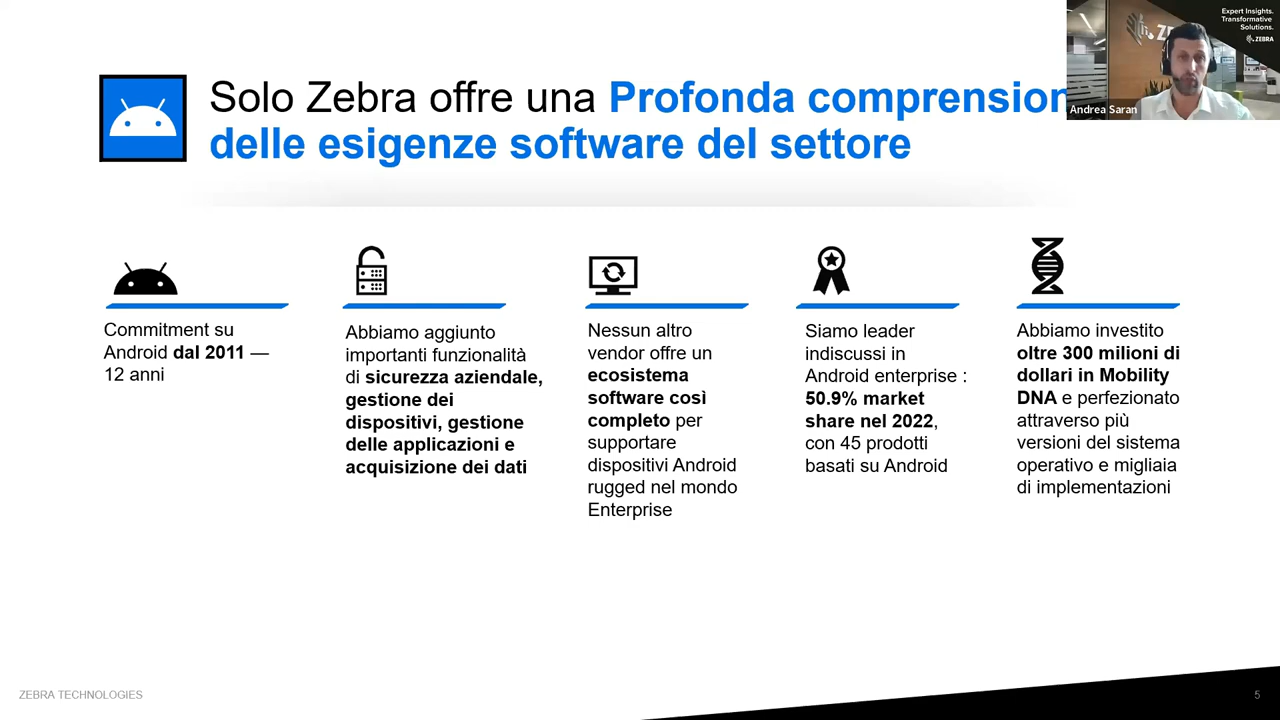 Solo Zebra offre una Profonda comprension
delle esigenze software del settore
Expert Insights.
Transformative
Solutions.
ZEBRA
Andrea Saran
Commitment su
Android dal 2011 —
12 anni
Abbiamo aggiunto
importanti funzionalità
di sicurezza aziendale,
gestione dei
dispositivi, gestione
delle applicazioni e
acquisizione dei dati
Nessun altro
vendor offre un
ecosistema
software così
completo per
supportare
dispositivi Android
rugged nel mondo
Enterprise
Siamo leader
indiscussi in
Android enterprise :
50.9% market
share nel 2022,
con 45 prodotti
basati su Android
Abbiamo investito
oltre 300 milioni di
dollari in Mobility
DNA e perfezionato
attraverso più
versioni del sistema
operativo e migliaia
di implementazioni
ZEBRA TECHNOLOGIES
5